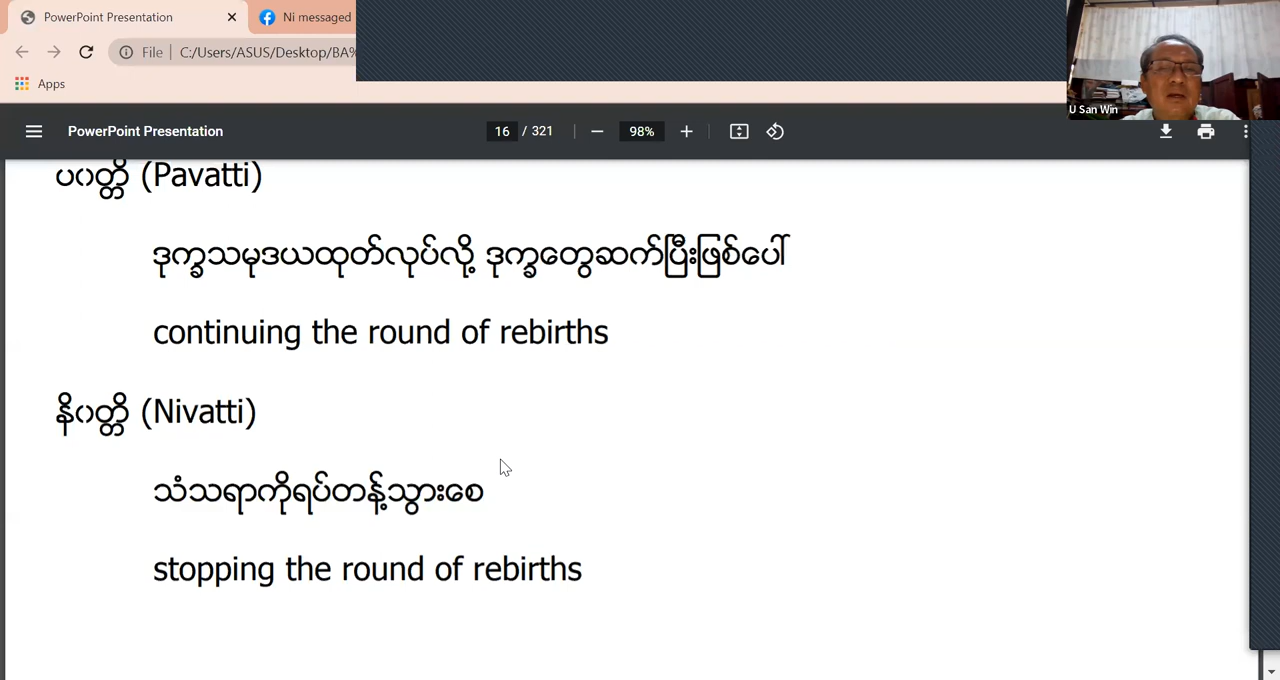 PowerPoint Presentation
Ni messaged
File
C:/Users/ASUS/Desktop/BA%
Apps
U San Win
PowerPoint Presentation
16 / 321
98%
ပဝတ္တိ (Pavatti)
ဒုက္ခသမုဒယထုတ်လုပ်လို့ ဒုက္ခတွေဆက်ပြီးဖြစ်ပေါ်
continuing the round of rebirths
နိဝတ္တိ (Nivatti)
သံသရာကိုရပ်တန့်သွားစေ
stopping the round of rebirths